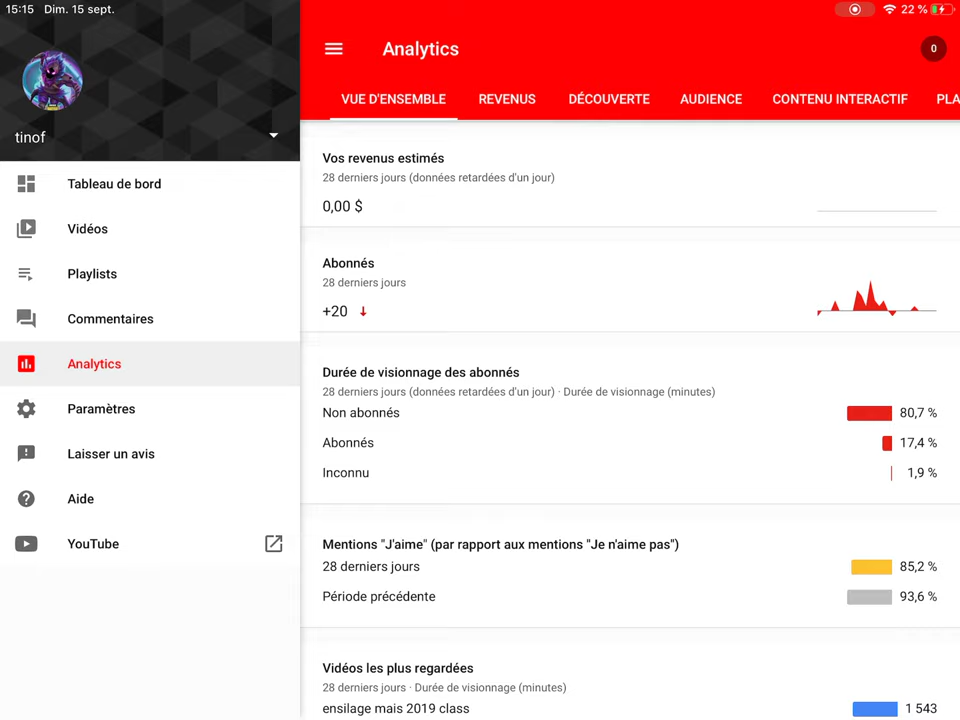 15:15 Dim. 15 sept.
22 %
tinof
Tableau de bord
Vidéos
Playlists
Commentaires
Analytics
Paramètres
Laisser un avis
Aide
YouTube
Analytics
0
VUE D'ENSEMBLE REVENUS DÉCOUVERTE AUDIENCE CONTENU INTERACTIF PLA
Vos revenus estimés
28 derniers jours (données retardées d'un jour)
0,00 $
Abonnés
28 derniers jours
+20
Durée de visionnage des abonnés
28 derniers jours (données retardées d'un jour) · Durée de visionnage (minutes)
Non abonnés 80,7 %
Abonnés 17,4 %
Inconnu 1,9 %
Mentions "J'aime" (par rapport aux mentions "Je n'aime pas")
28 derniers jours 85,2 %
Période précédente 93,6 %
Vidéos les plus regardées
28 derniers jours · Durée de visionnage (minutes)
ensilage mais 2019 class 1 543